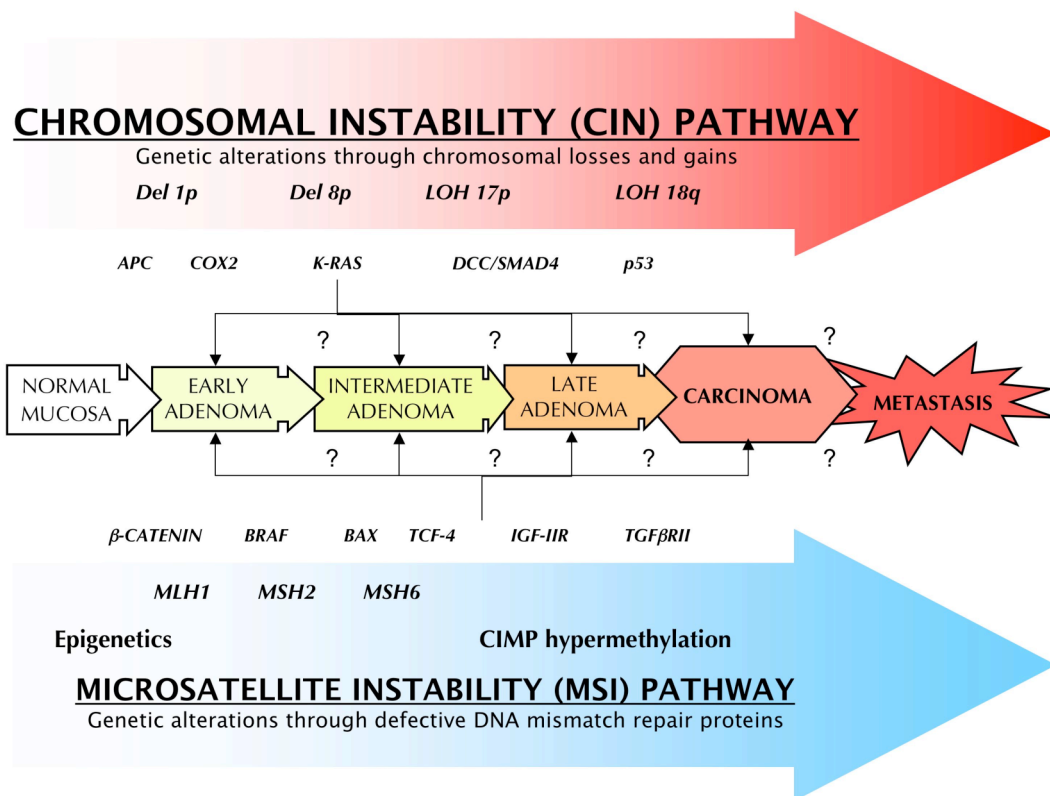 CHROMOSOMAL INSTABILITY (CIN) PATHWAY
Genetic alterations through chromosomal losses and gains
Del 1p Del 8p LOH 17p LOH 18q
APC COX2 K-RAS DCC/SMAD4 p53
? ? ? ?
NORMAL MUCOSA
EARLY ADENOMA
INTERMEDIATE ADENOMA
LATE ADENOMA
CARCINOMA
METASTASIS
? ? ? ?
β-CATENIN BRAF BAX TCF-4 IGF-IIR TGFβRII
MLH1 MSH2 MSH6
Epigenetics CIMP hypermethylation
MICROSATELLITE INSTABILITY (MSI) PATHWAY
Genetic alterations through defective DNA mismatch repair proteins